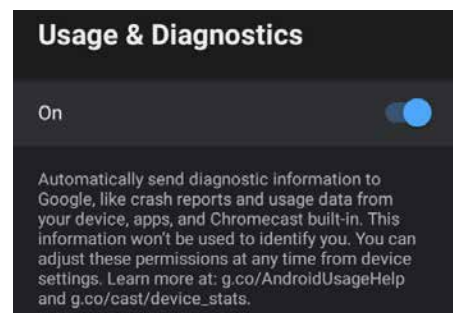 Usage & Diagnostics
On
Automatically send diagnostic information to
Google, like crash reports and usage data from
your device, apps, and Chromecast built-in. This
information won't be used to identify you. You can
adjust these permissions at any time from device
settings. Learn more at: g.co/AndroidUsageHelp
and g.co/cast/device_stats.